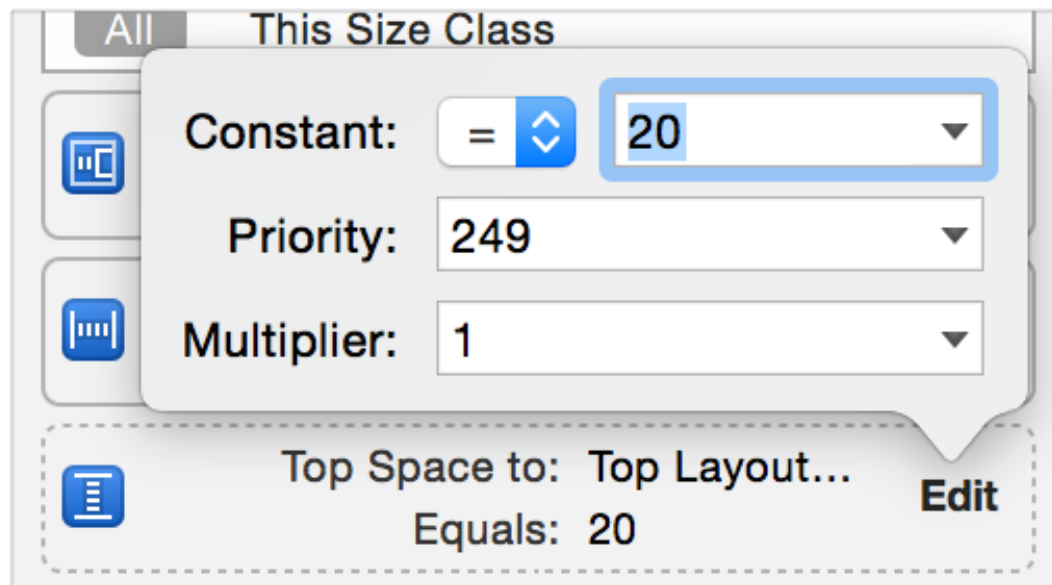 All This Size Class
Constant: = 20
Priority: 249
Multiplier: 1
Top Space to: Top Layout...
Edit
Equals: 20